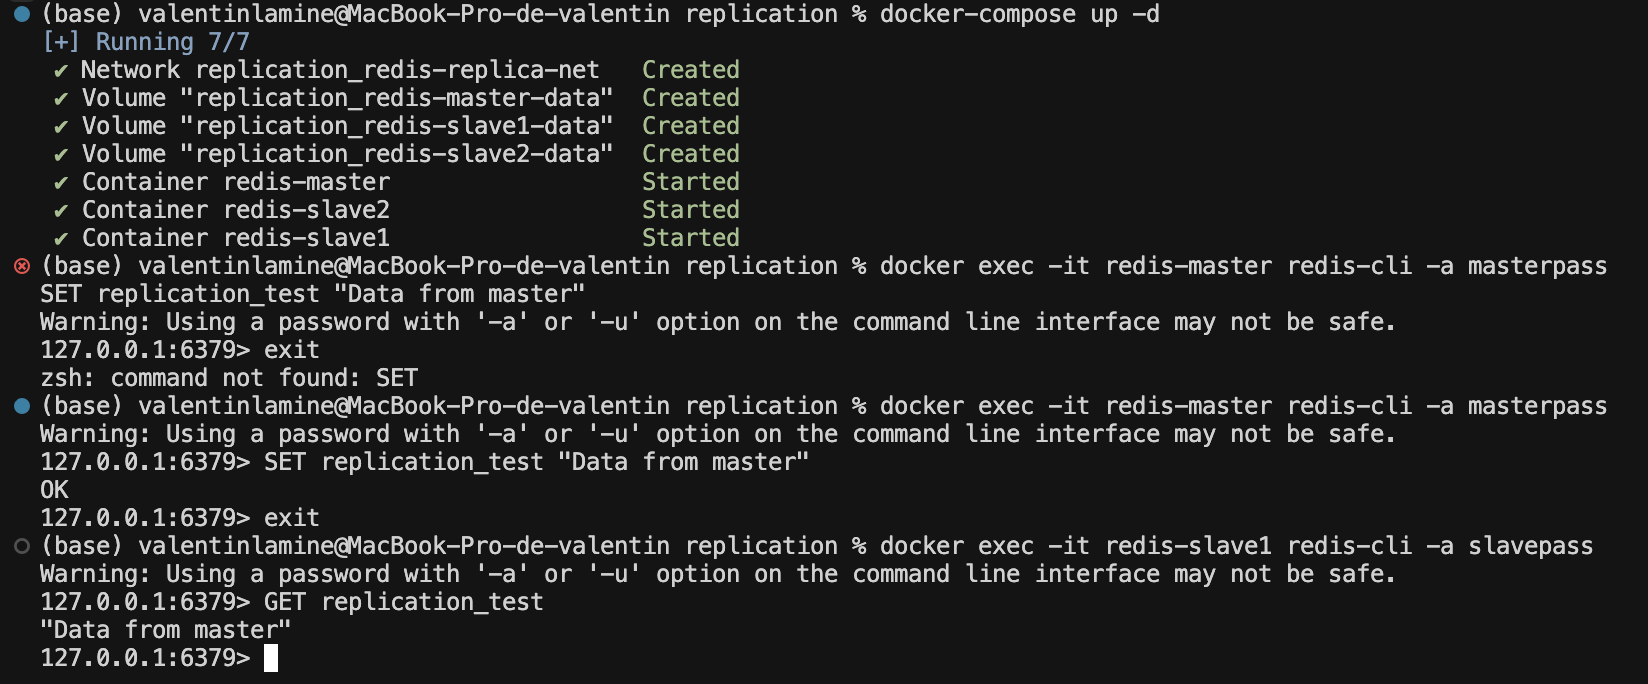 (base) valentinlamine@MacBook-Pro-de-valentin replication % docker-compose up -d
[+] Running 7/7
✔ Network replication_redis-replica-net Created
✔ Volume "replication_redis-master-data" Created
✔ Volume "replication_redis-slave1-data" Created
✔ Volume "replication_redis-slave2-data" Created
✔ Container redis-master Started
✔ Container redis-slave2 Started
✔ Container redis-slave1 Started
(base) valentinlamine@MacBook-Pro-de-valentin replication % docker exec -it redis-master redis-cli -a masterpass
SET replication_test "Data from master"
Warning: Using a password with '-a' or '-u' option on the command line interface may not be safe.
127.0.0.1:6379> exit
zsh: command not found: SET
(base) valentinlamine@MacBook-Pro-de-valentin replication % docker exec -it redis-master redis-cli -a masterpass
Warning: Using a password with '-a' or '-u' option on the command line interface may not be safe.
127.0.0.1:6379> SET replication_test "Data from master"
OK
127.0.0.1:6379> exit
(base) valentinlamine@MacBook-Pro-de-valentin replication % docker exec -it redis-slave1 redis-cli -a slavepass
Warning: Using a password with '-a' or '-u' option on the command line interface may not be safe.
127.0.0.1:6379> GET replication_test
"Data from master"
127.0.0.1:6379>